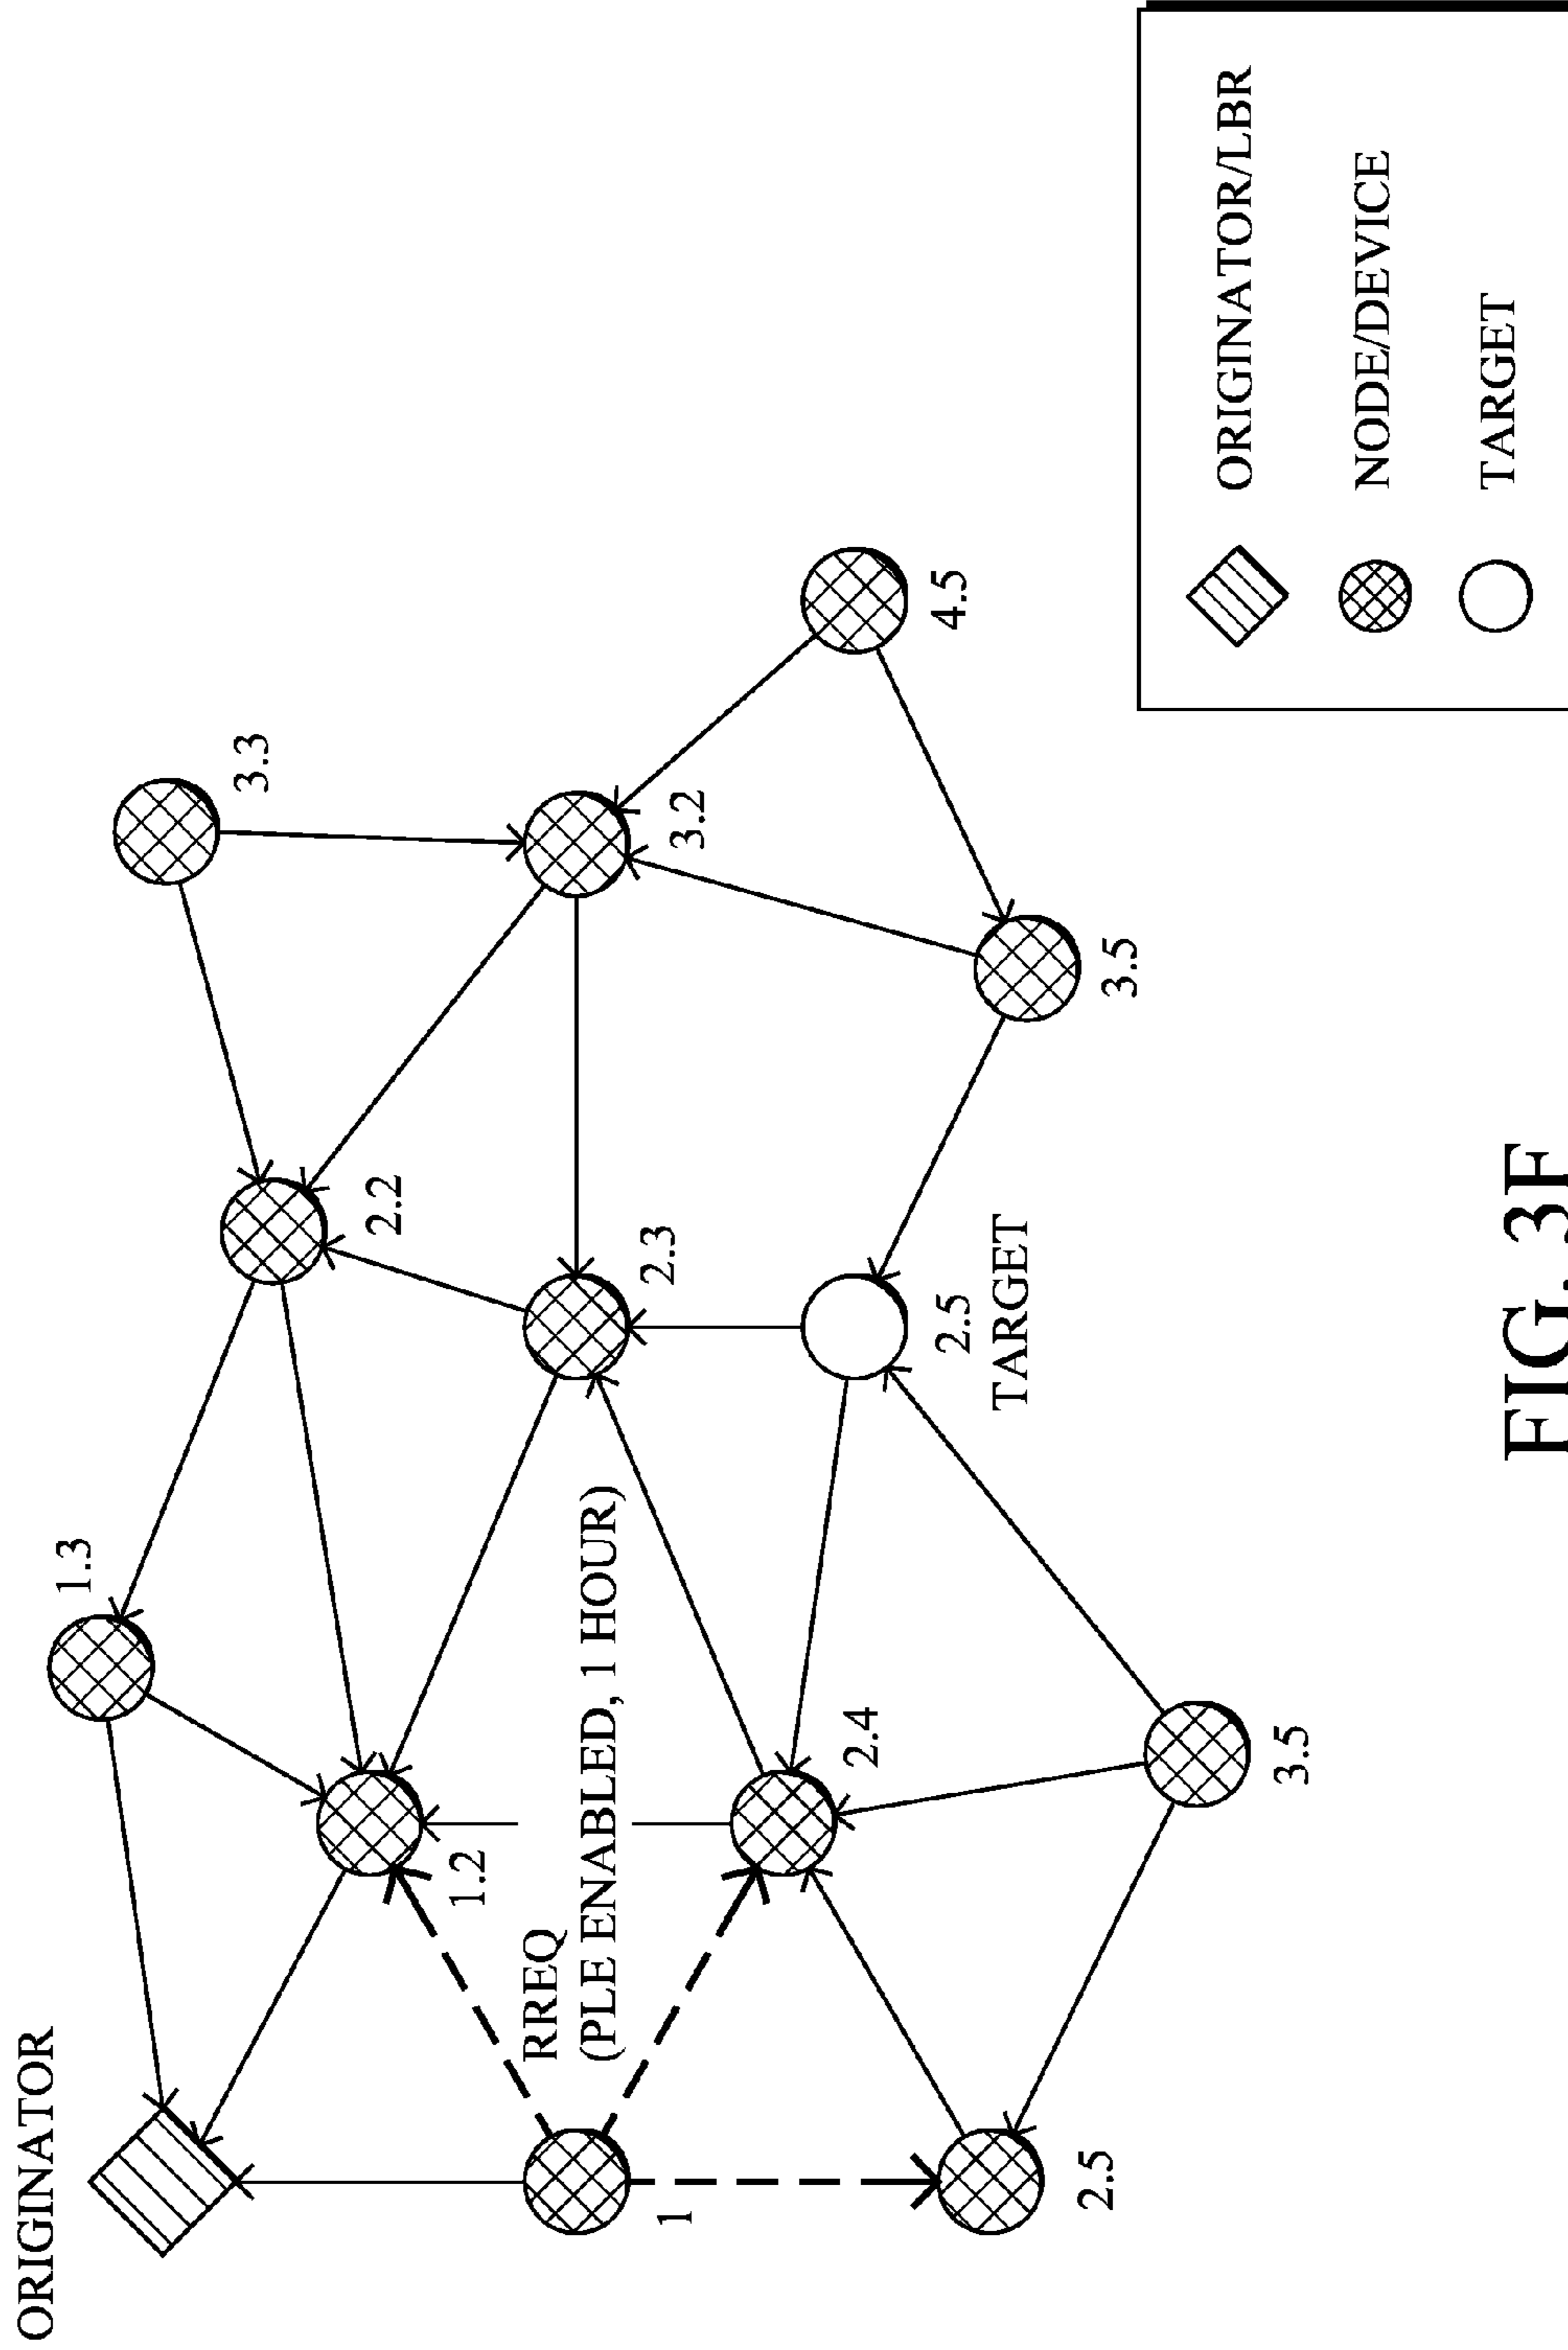 ORIGINATOR
1.3
3.3
2.2
1.2
RREQ
(PLE ENABLED, 1 HOUR)
1
2.3
3.2
2.4
2.5
TARGET
4.5
2.5
3.5
3.5
ORIGINATOR/LBR
NODE/DEVICE
TARGET
FIG. 3F